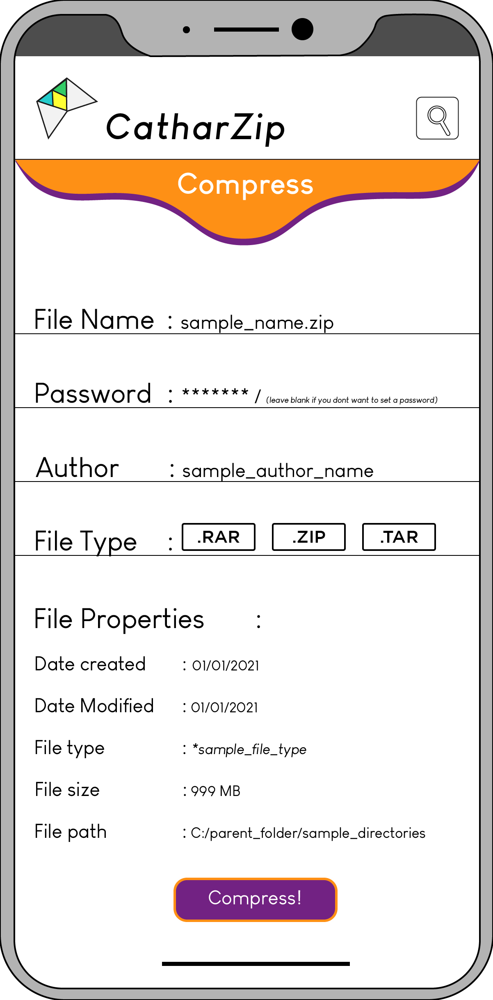 CatharZip
Compress
File Name : sample_name.zip
Password : ******* / (leave blank if you dont want to set a password)
Author : sample_author_name
File Type : .RAR .ZIP .TAR
File Properties :
Date created : 01/01/2021
Date Modified : 01/01/2021
File type : *sample_file_type
File size : 999 MB
File path : C:/parent_folder/sample_directories
Compress!